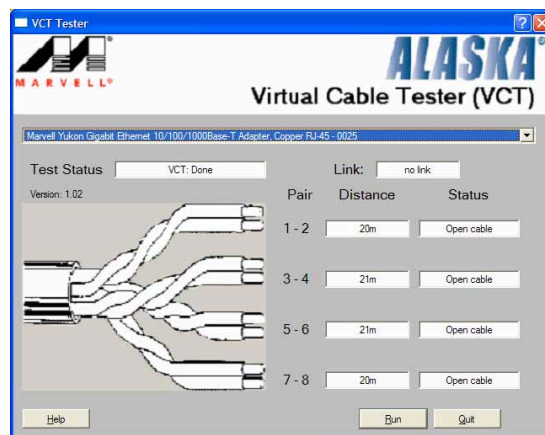 VCT Tester
MARVELL®
ALASKA®
Virtual Cable Tester (VCT)
Marvell Yukon Gigabit Ethernet 10/100/1000Base-T Adapter, Copper RJ-45 - 0025
Test Status VCT: Done Link: no link
Version: 1.02
Pair Distance Status
1 - 2 20m Open cable
3 - 4 21m Open cable
5 - 6 21m Open cable
7 - 8 20m Open cable
Help Run Quit